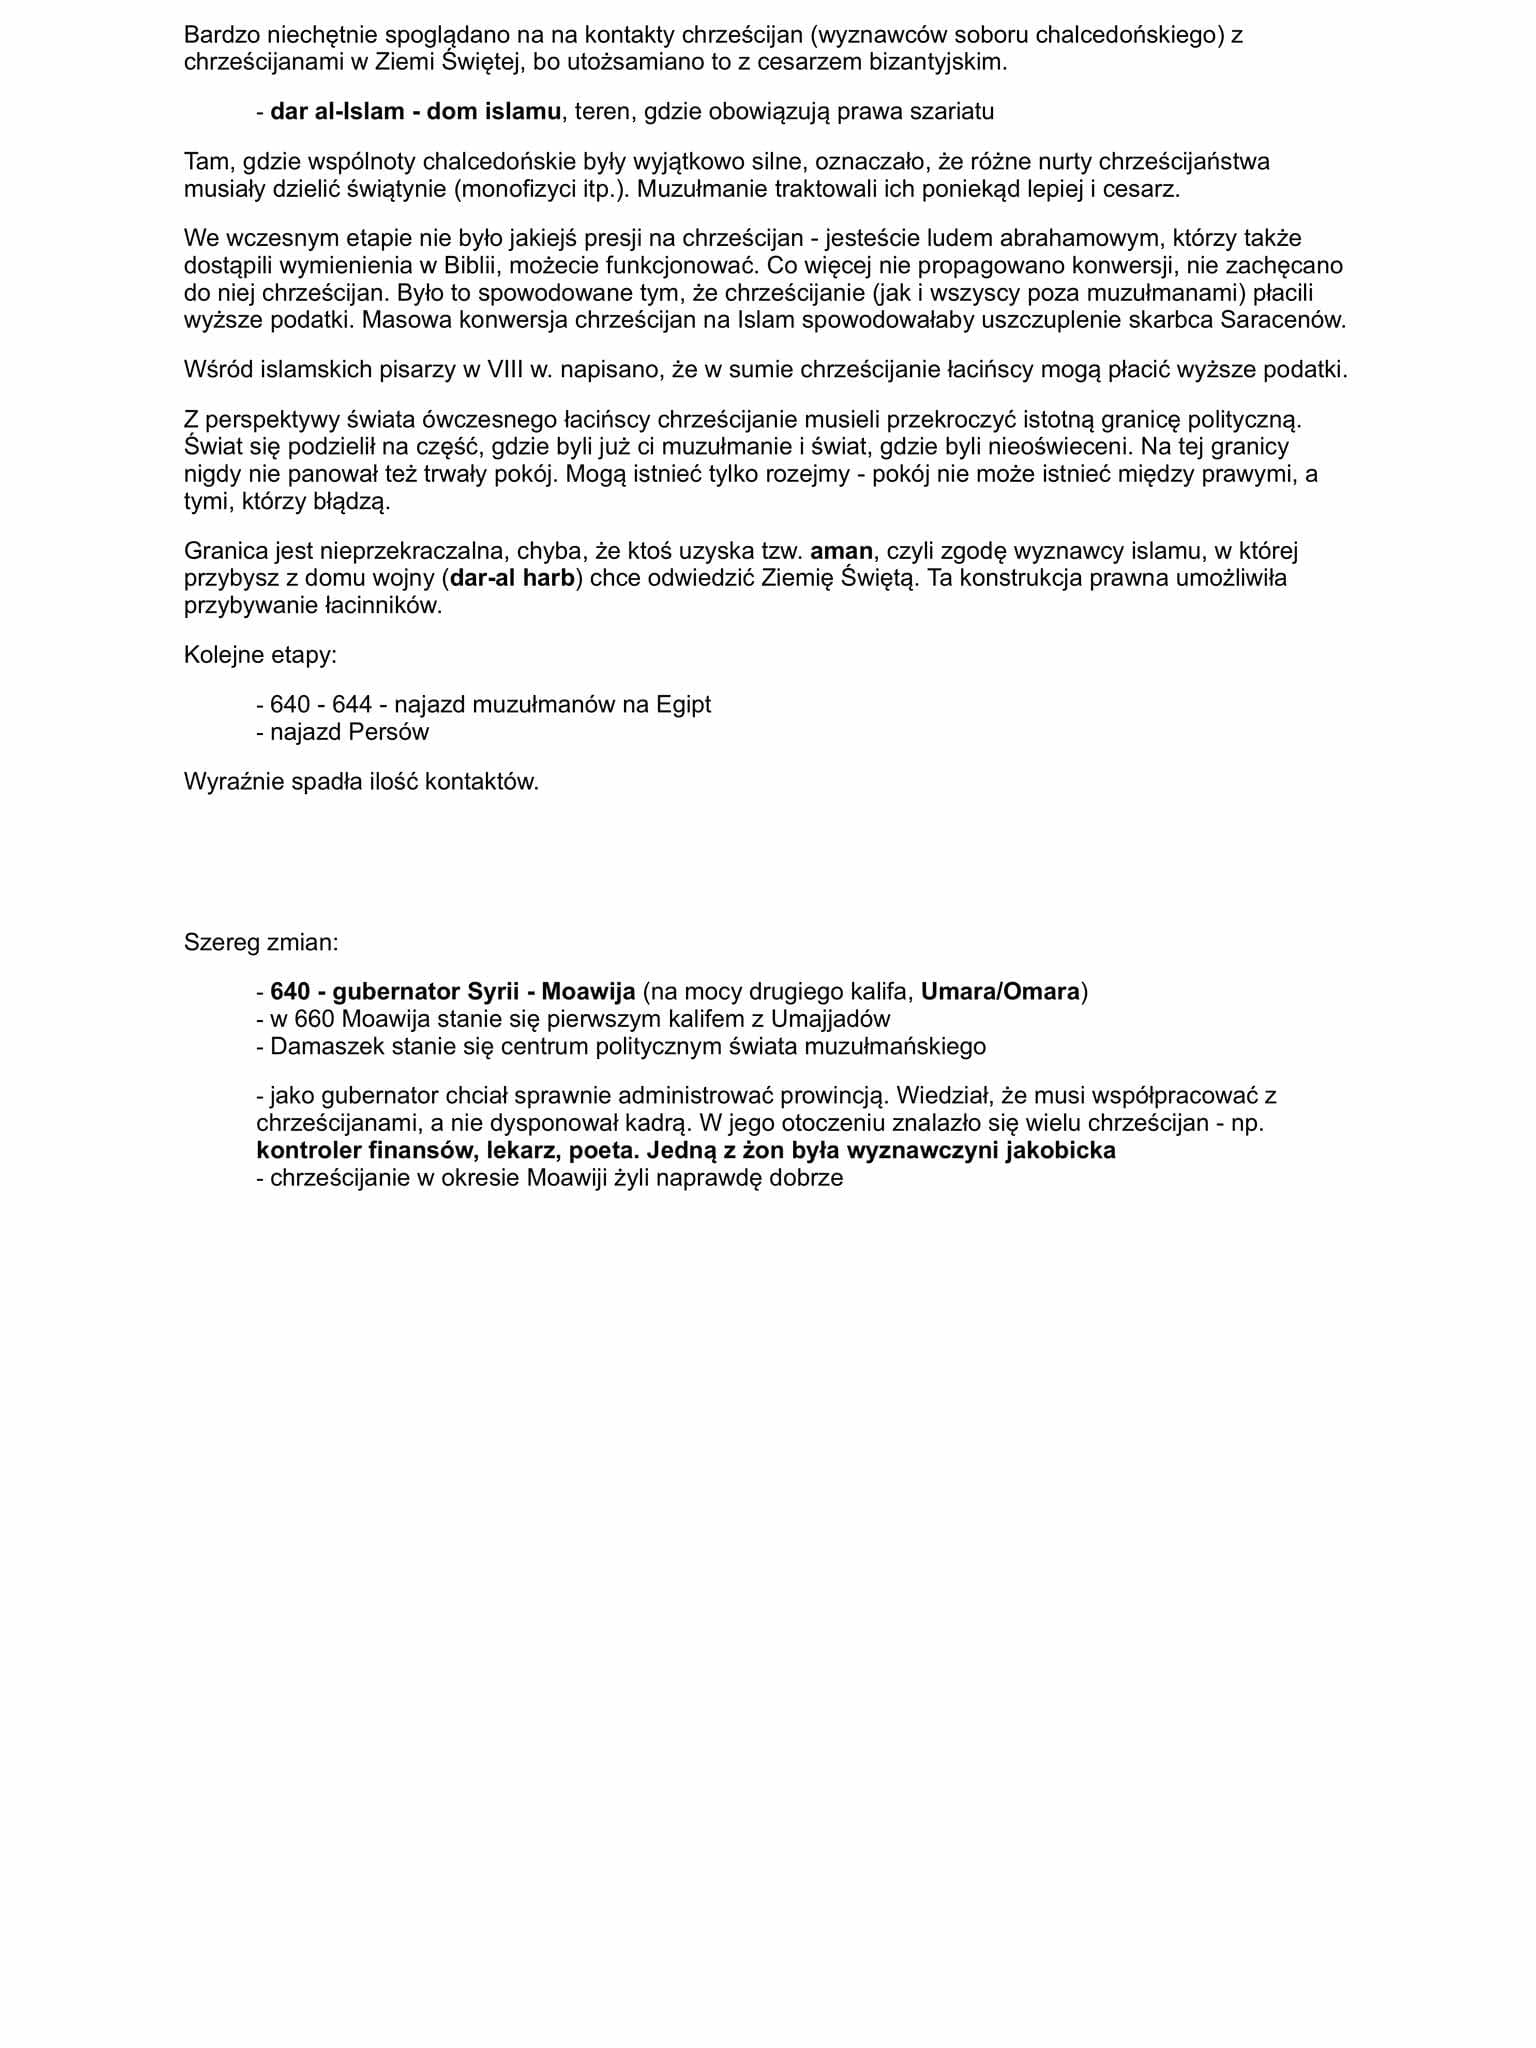 Bardzo niechętnie spoglądano na na kontakty chrześcijan (wyznawców soboru chalcedońskiego) z
chrześcijanami w Ziemi Świętej, bo utożsamiano to z cesarzem bizantyjskim.
- dar al-Islam - dom islamu, teren, gdzie obowiązują prawa szariatu
Tam, gdzie wspólnoty chalcedońskie były wyjątkowo silne, oznaczało, że różne nurty chrześcijaństwa
musiały dzielić świątynie (monofizyci itp.). Muzułmanie traktowali ich poniekąd lepiej i cesarz.
We wczesnym etapie nie było jakiejś presji na chrześcijan - jesteście ludem abrahamowym, którzy także
dostąpili wymienienia w Biblii, możecie funkcjonować. Co więcej nie propagowano konwersji, nie zachęcano
do niej chrześcijan. Było to spowodowane tym, że chrześcijanie (jak i wszyscy poza muzułmanami) płacili
wyższe podatki. Masowa konwersja chrześcijan na Islam spowodowałaby uszczuplenie skarbca Saracenów.
Wśród islamskich pisarzy w VIII w. napisano, że w sumie chrześcijanie łacińscy mogą płacić wyższe podatki.
Z perspektywy świata ówczesnego łacińscy chrześcijanie musieli przekroczyć istotną granicę polityczną.
Świat się podzielił na część, gdzie byli już ci muzułmanie i świat, gdzie byli nieoświeceni. Na tej granicy
nigdy nie panował też trwały pokój. Mogą istnieć tylko rozejmy - pokój nie może istnieć między prawymi, a
tymi, którzy błądzą.
Granica jest nieprzekraczalna, chyba, że ktoś uzyska tzw. aman, czyli zgodę wyznawcy islamu, w której
przybysz z domu wojny (dar-al harb) chce odwiedzić Ziemię Świętą. Ta konstrukcja prawna umożliwiła
przybywanie łacinników.
Kolejne etapy:
- 640 - 644 - najazd muzułmanów na Egipt
- najazd Persów
Wyraźnie spadła ilość kontaktów.
Szereg zmian:
- 640 - gubernator Syrii - Moawija (na mocy drugiego kalifa, Umara/Omara)
- w 660 Moawija stanie się pierwszym kalifem z Umajjadów
- Damaszek stanie się centrum politycznym świata muzułmańskiego
- jako gubernator chciał sprawnie administrować prowincją. Wiedział, że musi współpracować z
chrześcijanami, a nie dysponował kadrą. W jego otoczeniu znalazło się wielu chrześcijan - np.
kontroler finansów, lekarz, poeta. Jedną z żon była wyznawczyni jakobicka
- chrześcijanie w okresie Moawiji żyli naprawdę dobrze